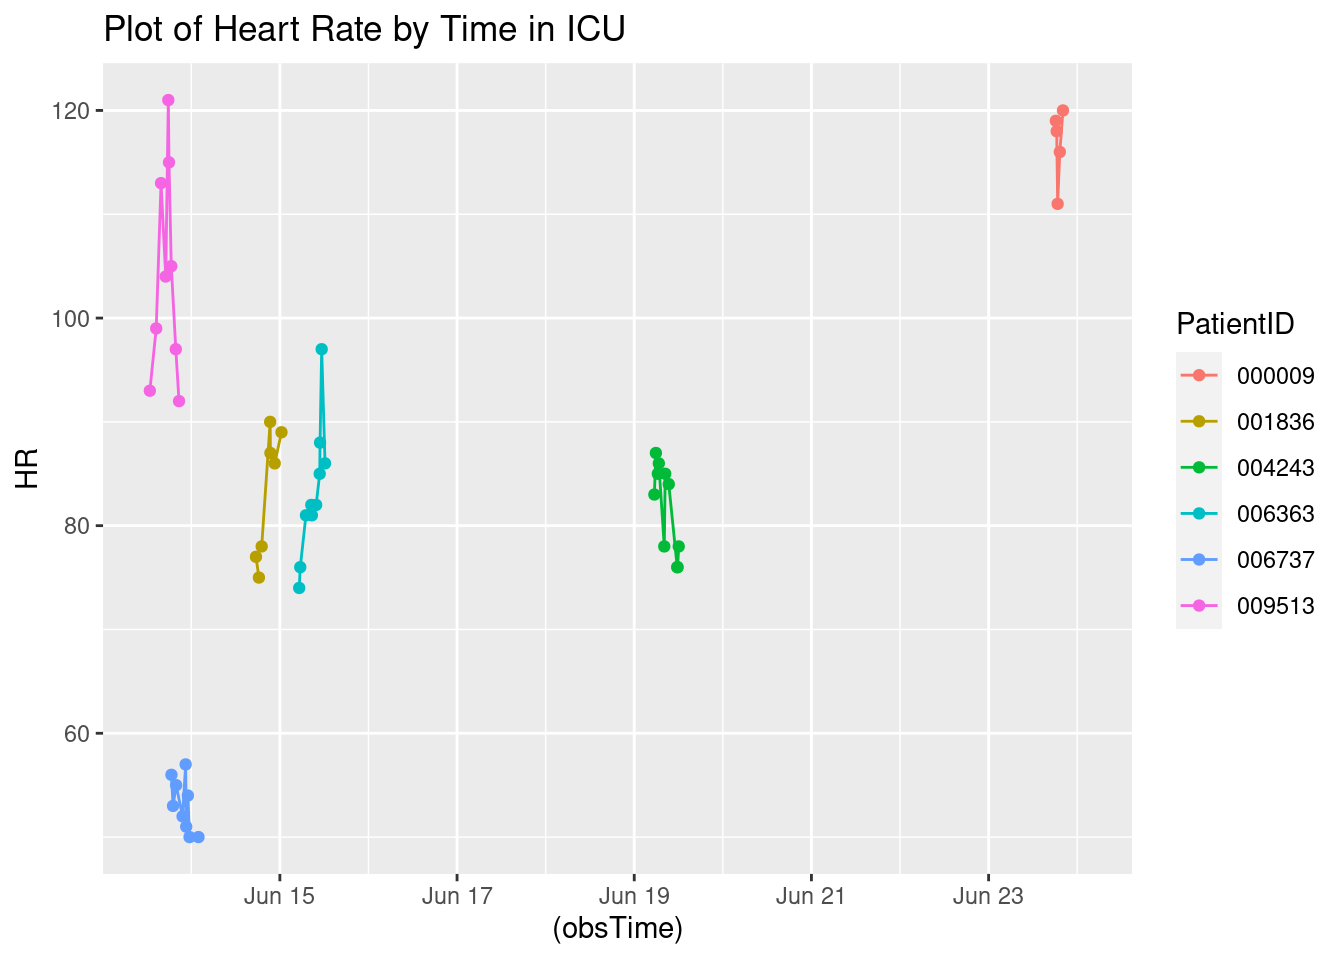 Plot of Heart Rate by Time in ICU
120
100
80
60
HR
Jun 15
Jun 17
Jun 19
Jun 21
Jun 23
(obsTime)
PatientID
000009
001836
004243
006363
006737
009513